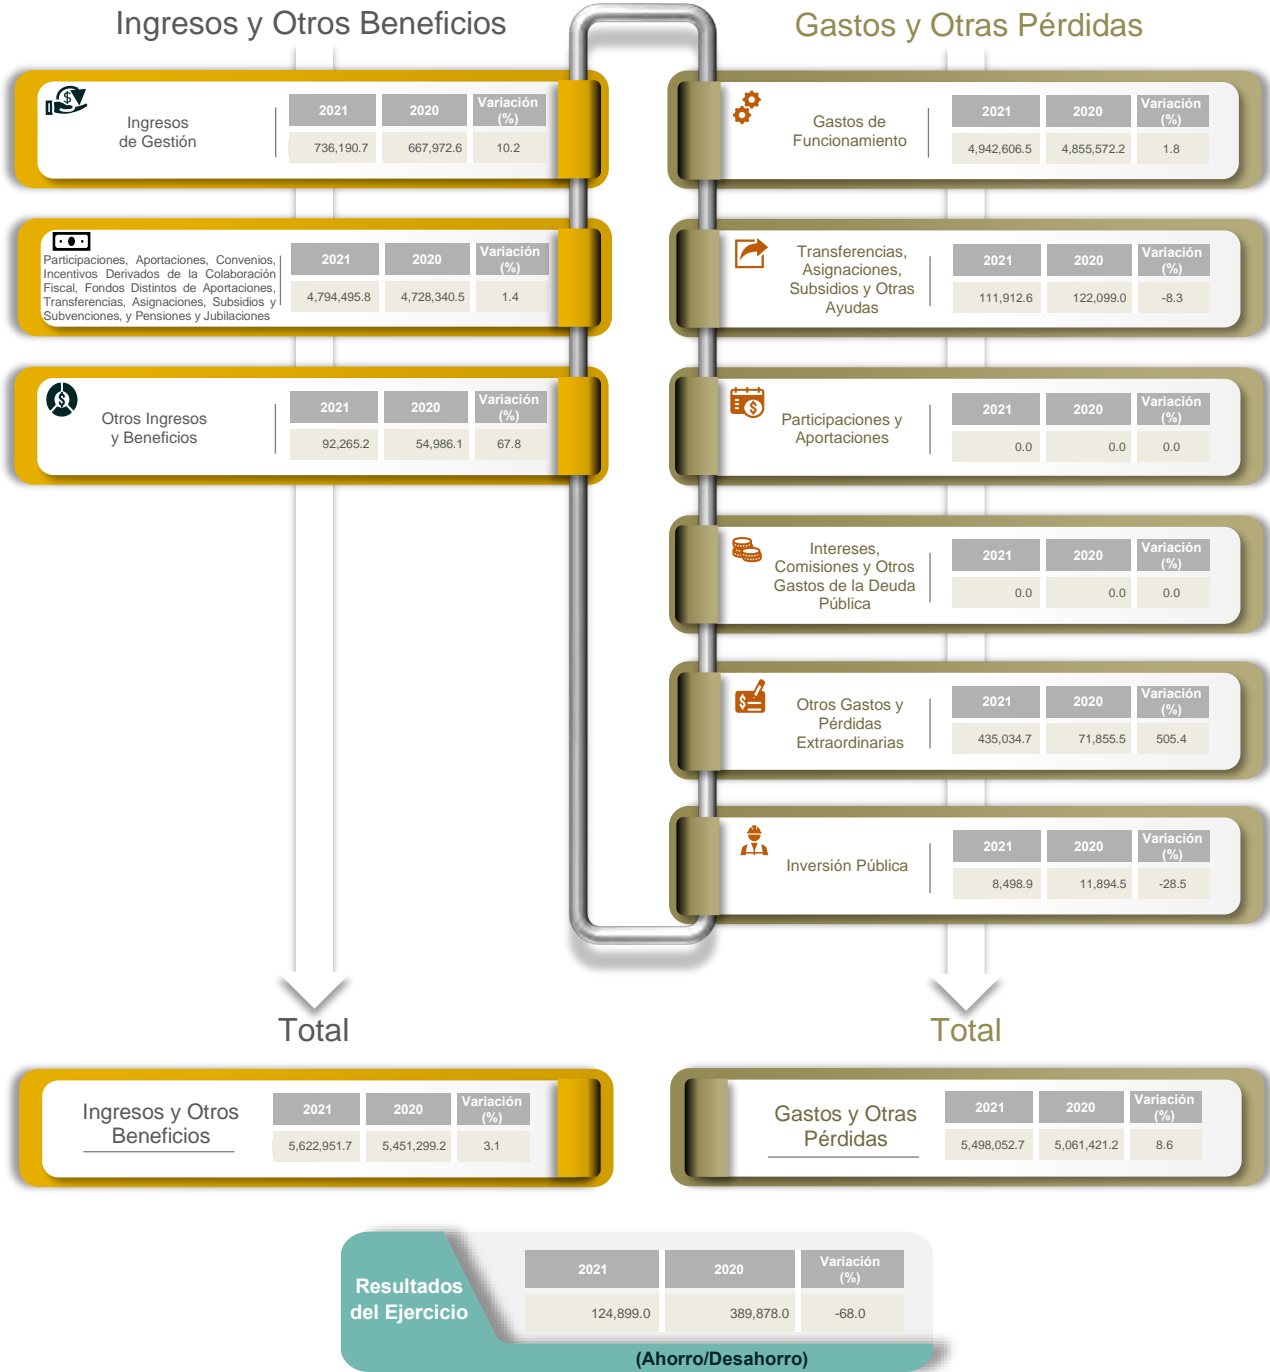 Ingresos y Otros Beneficios
Ingresos
de Gestión
2021 2020 Variación (%)
736,190.7 667,972.6 10.2
Participaciones, Aportaciones, Convenios,
Incentivos Derivados de la Colaboración
Fiscal, Fondos Distintos de Aportaciones,
Transferencias, Asignaciones, Subsidios y
Subvenciones, y Pensiones y Jubilaciones
2021 2020 Variación (%)
4,794,495.8 4,728,340.5 1.4
Otros Ingresos
y Beneficios
2021 2020 Variación (%)
92,265.2 54,986.1 67.8
Gastos y Otras Pérdidas
Gastos de
Funcionamiento
2021 2020 Variación (%)
4,942,606.5 4,855,572.2 1.8
Transferencias,
Asignaciones,
Subsidios y Otras
Ayudas
2021 2020 Variación (%)
111,912.6 122,099.0 -8.3
Participaciones y
Aportaciones
2021 2020 Variación (%)
0.0 0.0 0.0
Intereses,
Comisiones y Otros
Gastos de la Deuda
Pública
2021 2020 Variación (%)
0.0 0.0 0.0
Otros Gastos y
Pérdidas
Extraordinarias
2021 2020 Variación (%)
435,034.7 71,855.5 505.4
Inversión Pública
2021 2020 Variación (%)
8,498.9 11,894.5 -28.5
Total
Ingresos y Otros
Beneficios
2021 2020 Variación (%)
5,622,951.7 5,451,299.2 3.1
Total
Gastos y Otras
Pérdidas
2021 2020 Variación (%)
5,498,052.7 5,061,421.2 8.6
Resultados
del Ejercicio
2021 2020 Variación (%)
124,899.0 389,878.0 -68.0
(Ahorro/Desahorro)